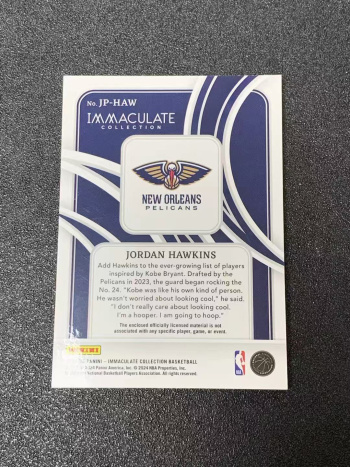 No. JP-HAW
IMMACULATE
COLLECTION
NEW ORLEANS
PELICANS
JORDAN HAWKINS
Add Hawkins to the ever-growing list of players
inspired by Kobe Bryant. Drafted by the
Pelicans in 2023, the guard began rocking the
No. 24. "Kobe was like his own kind of person.
He wasn't worried about looking cool," he said.
"I don't really care about looking cool.
I'm a hooper. I am going to hoop."
The enclosed officially licensed material is not
associated with any specific player, game, or event.
PANINI
PANINI – IMMACULATE COLLECTION BASKETBALL
Panini America, Inc. © 2024 NBA Properties, Inc.
National Basketball Players Association. All Rights Reserved.
NBA